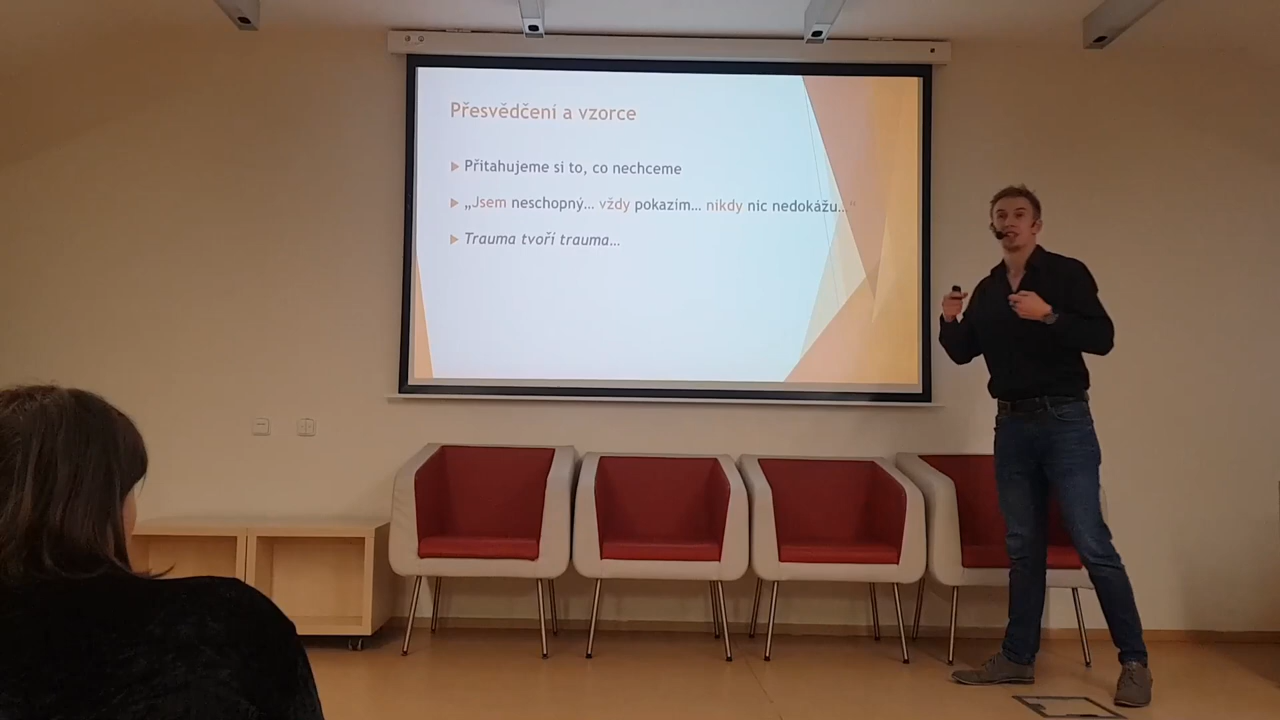 Přesvědčení a vzorce
Přitahujeme si to, co nechceme
„Jsem neschopný... vždy pokazím... nikdy nic nedokážu..."
Trauma tvoří trauma...